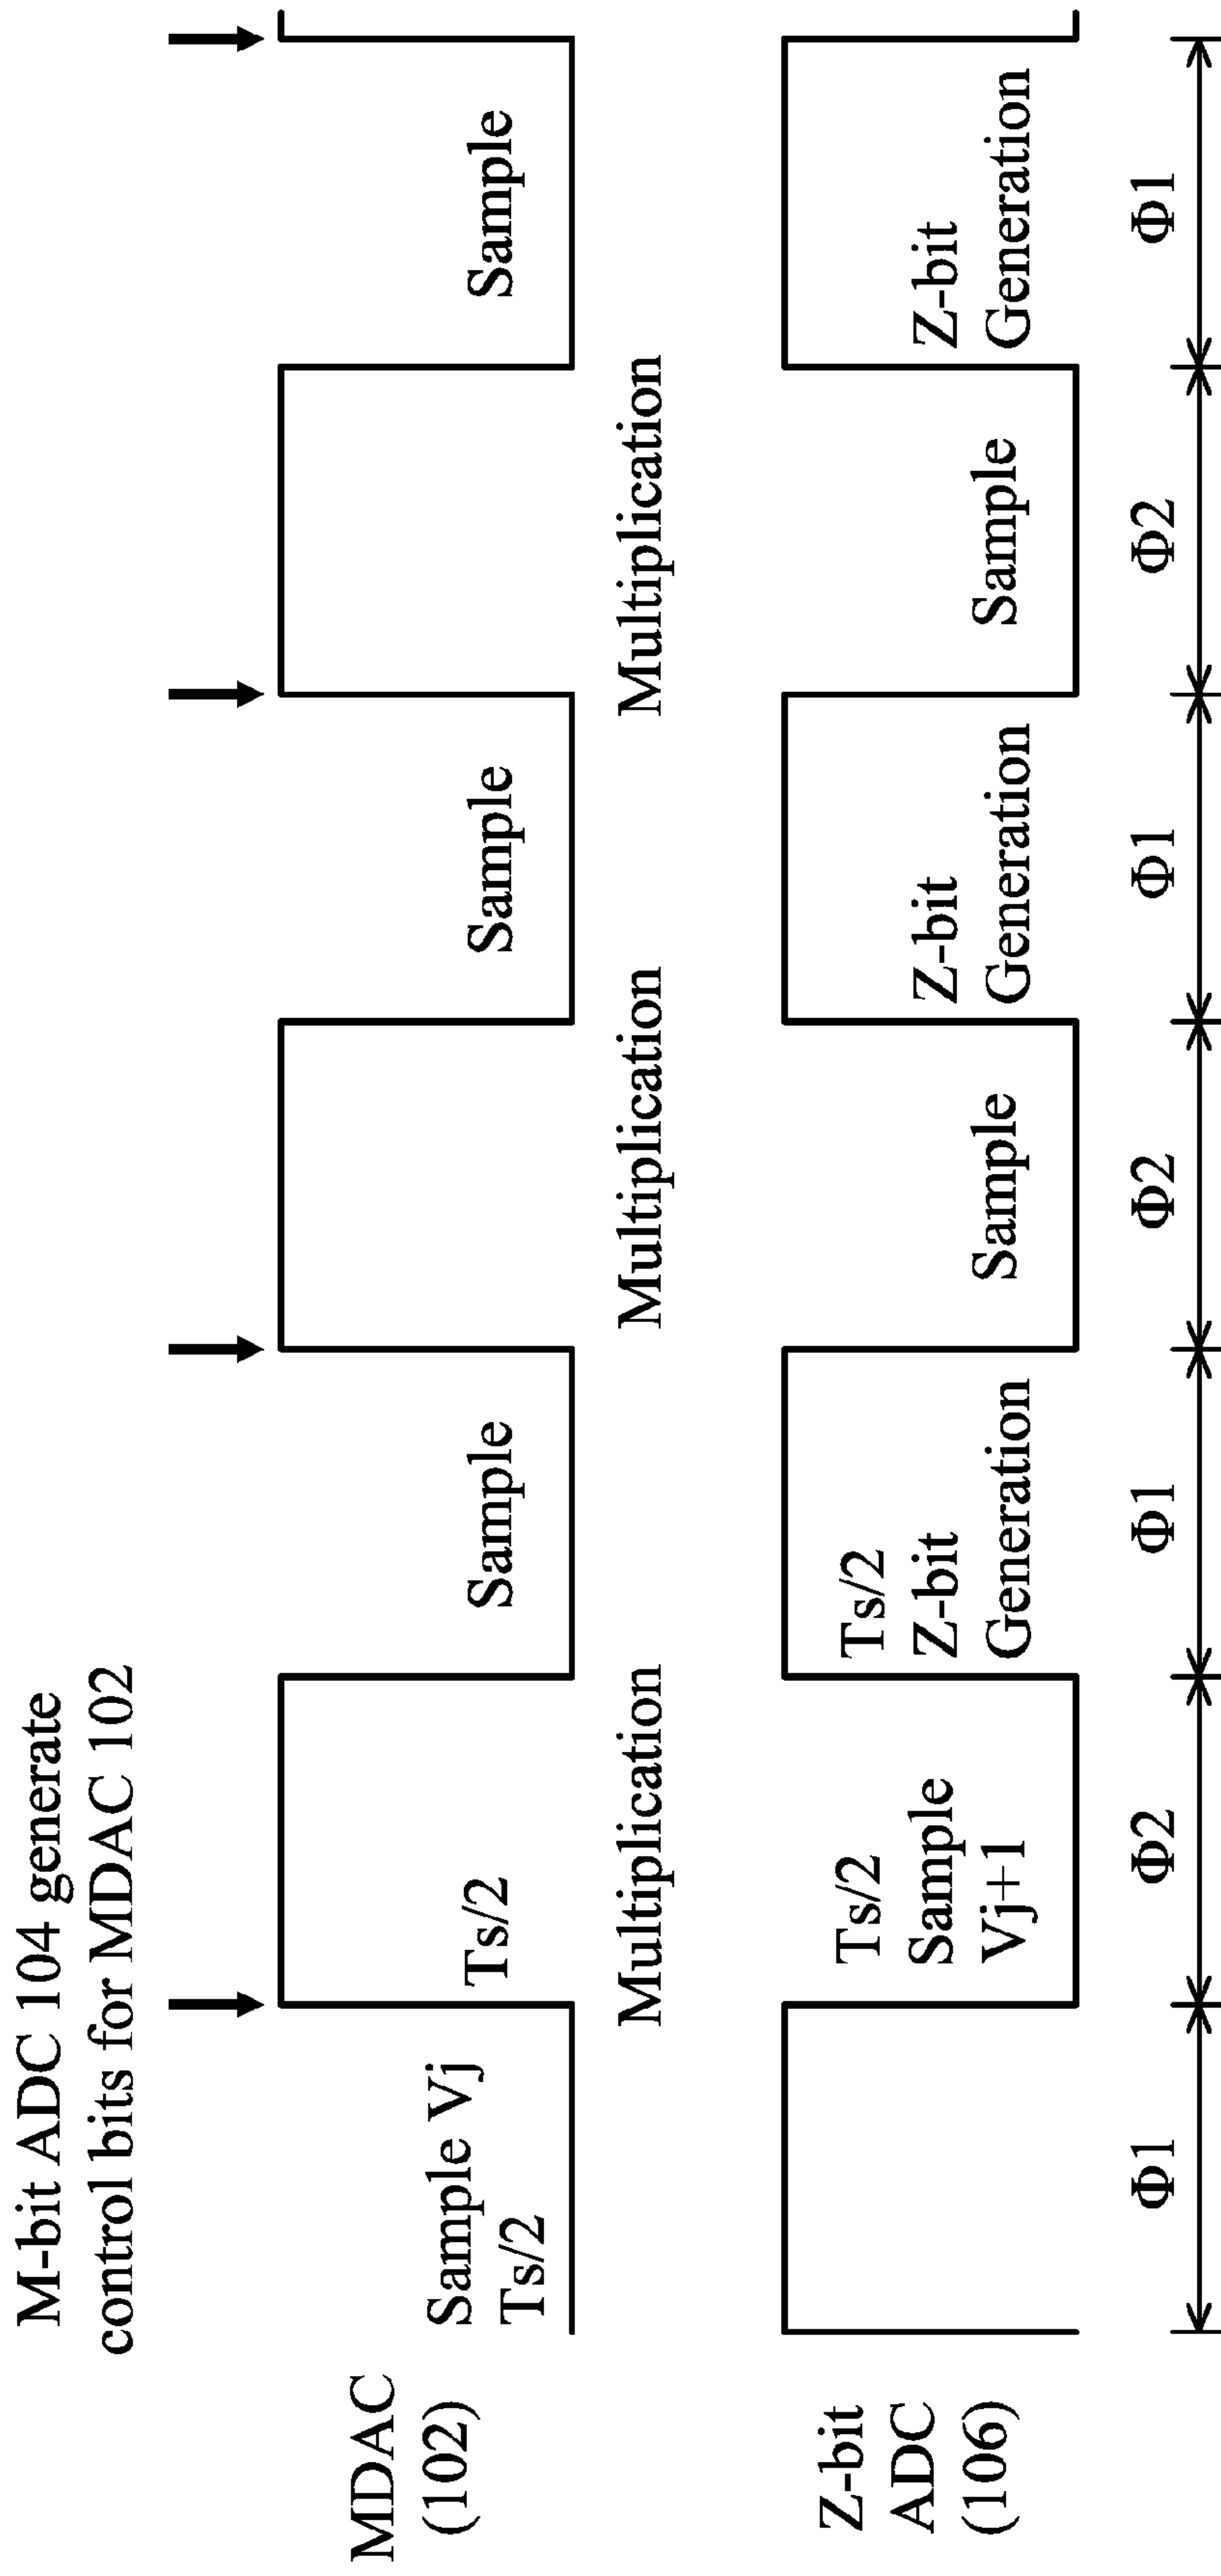 M-bit ADC 104 generate
control bits for MDAC 102
MDAC
(102)
Sample Vj
Ts/2
Ts/2
Sample
Sample
Sample
Multiplication
Multiplication
Multiplication
Z-bit
ADC
(106)
Ts/2
Sample
Vj+1
Ts/2
Z-bit
Generation
Sample
Z-bit
Generation
Sample
Z-bit
Generation
Φ1
Φ2
Φ1
Φ2
Φ1
Φ2
Φ1